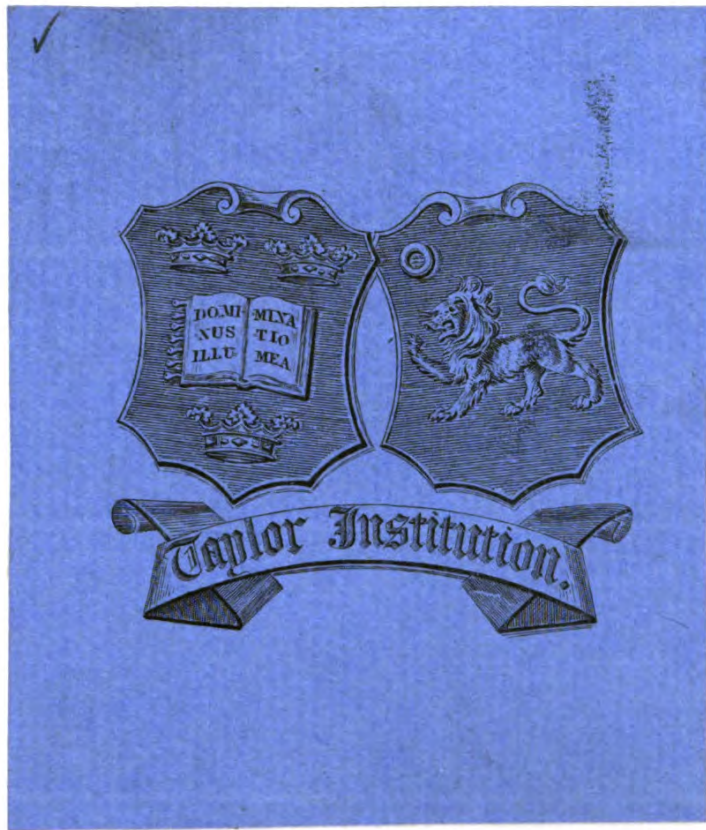 DOMI-
NUS
ILLU-
MINA
TIO
MEA
Taylor Institution.